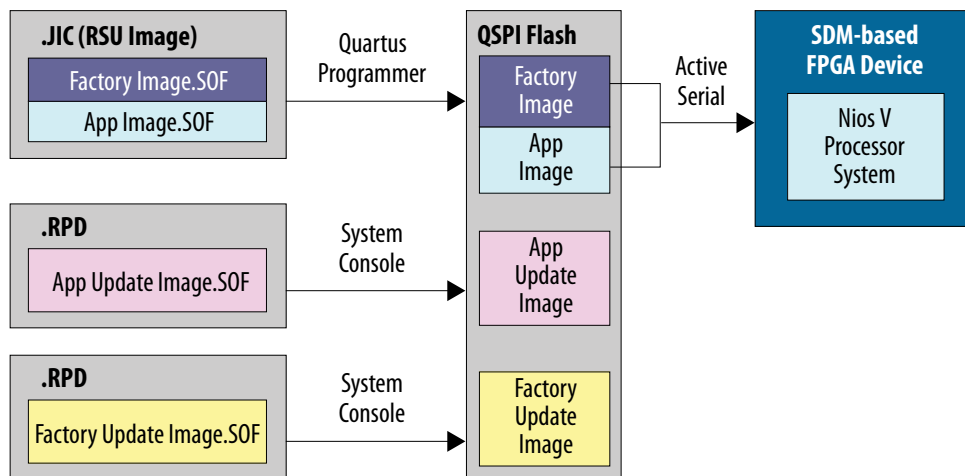 .JIC (RSU Image)
Factory Image.SOF
App Image.SOF
Quartus
Programmer
QSPI Flash
Factory
Image
App
Image
Active
Serial
SDM-based
FPGA Device
Nios V
Processor
System
.RPD
App Update Image.SOF
System
Console
App
Update
Image
.RPD
Factory Update Image.SOF
System
Console
Factory
Update
Image